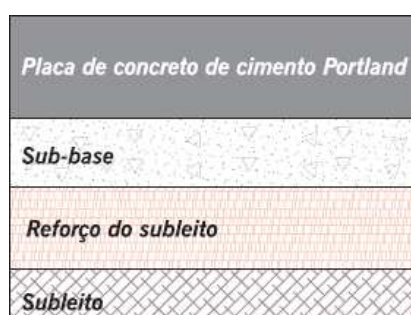 Placa de concreto de cimento Portland
Sub-base
Reforço do subleito
Subleito